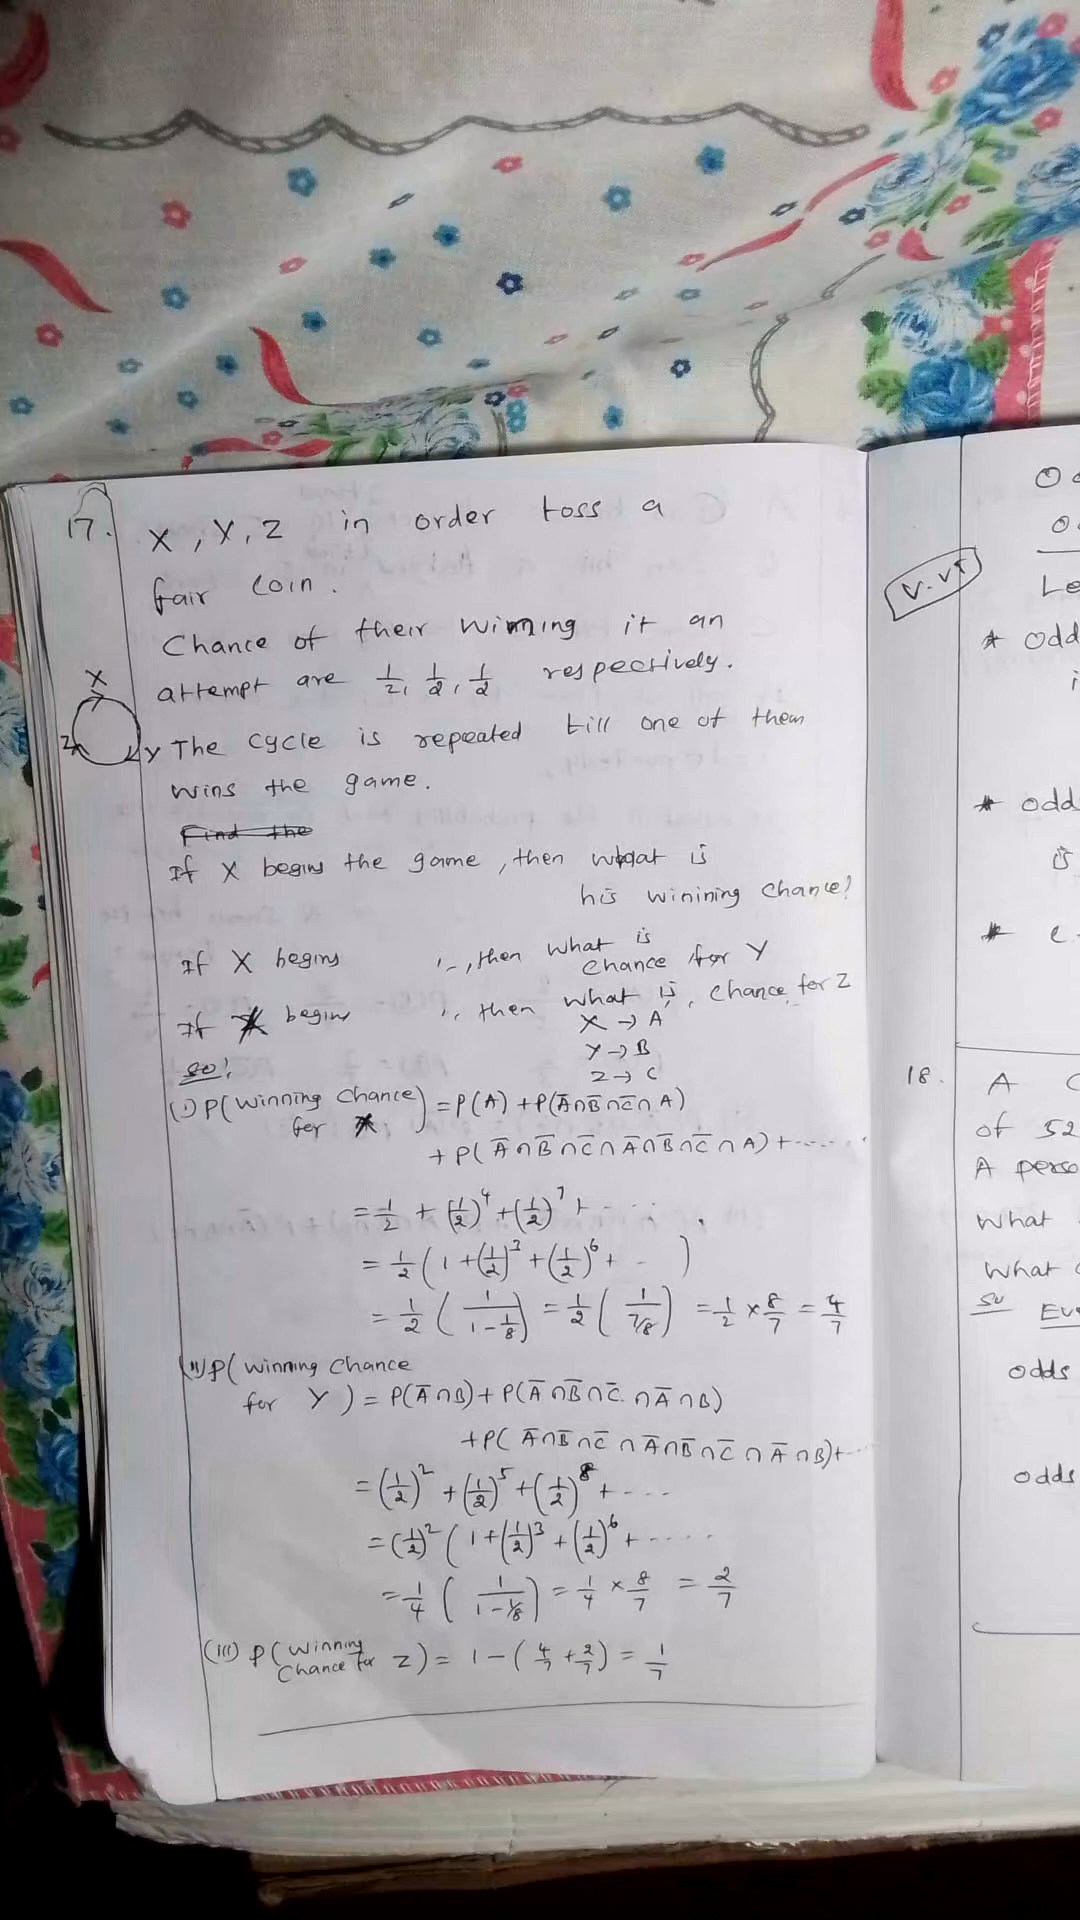 17. X, Y, Z in order toss a
fair coin.
Chance of their winning it an
attempt are 1/2, 1/2, 1/2 respectively.
X
Z Y
The cycle is repeated till one of them
wins the game.
Find the
If X begins the game, then what is
his winining chance?
If X begins '' , then what is
chance for Y
If X begins '' , then what is, chance for Z
X → A
Y → B
Z → C
sol:
(i) P(winning chance for X) = P(A) + P(A̅∩B̅∩C̅∩A)
+ P(A̅∩B̅∩C̅∩A̅∩B̅∩C̅∩A) + ......
= 1/2 + (1/2)^4 + (1/2)^7 + ...
= 1/2 (1 + (1/2)^3 + (1/2)^6 + .. )
= 1/2 (1/(1 - 1/8)) = 1/2 (1/(7/8)) = 1/2 × 8/7 = 4/7
(ii) P(winning chance
for Y) = P(A̅∩B) + P(A̅∩B̅∩C̅∩A̅∩B)
+ P(A̅∩B̅∩C̅∩A̅∩B̅∩C̅∩A̅∩B) + ...
= (1/2)^2 + (1/2)^5 + (1/2)^8 + ....
= (1/2)^2 (1 + (1/2)^3 + (1/2)^6 + .....
= 1/4 (1/(1 - 1/8)) = 1/4 × 8/7 = 2/7
(iii) P(winning chance for Z) = 1 - (4/7 + 2/7) = 1/7
Le
* odd
* odd
is
*
18. A
of 52
A perso
What
What
odds
odds